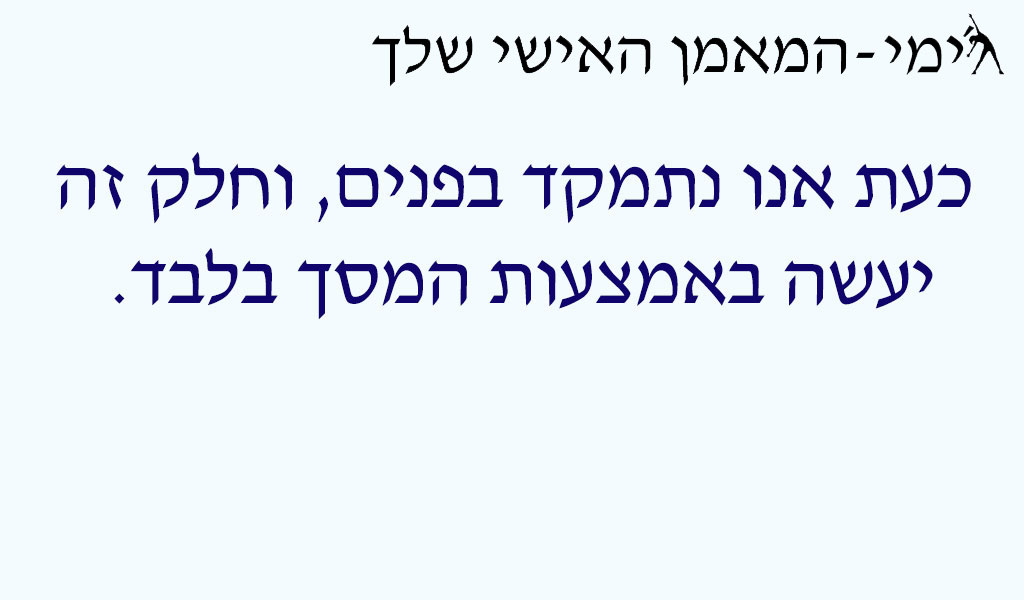 ימי-המאמן האישי שלך
כעת אנו נתמקד בפנים, וחלק זה
יעשה באמצעות המסך בלבד.